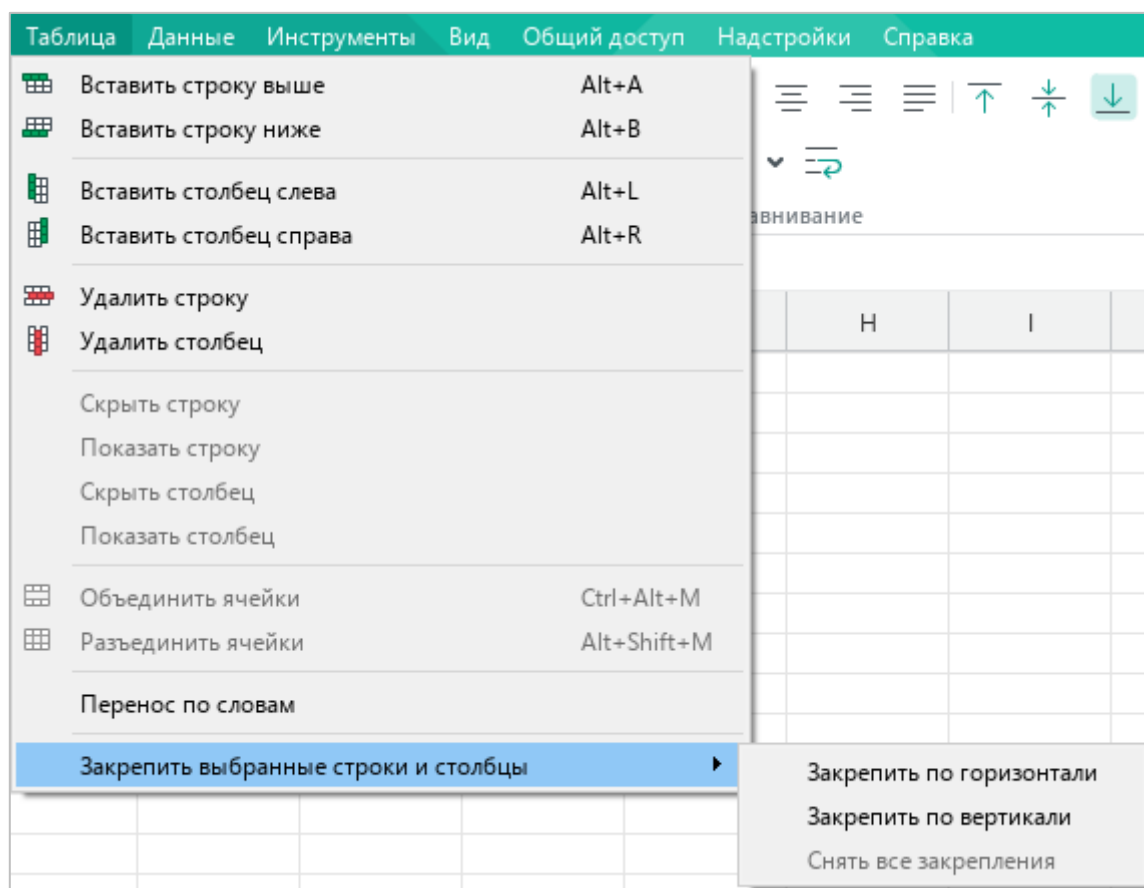 Таблица Данные Инструменты Вид Общий доступ Надстройки Справка
Вставить строку выше Alt+A
Вставить строку ниже Alt+B
Вставить столбец слева Alt+L
Вставить столбец справа Alt+R
авнивание
Удалить строку
H I
Удалить столбец
Скрыть строку
Показать строку
Скрыть столбец
Показать столбец
Объединить ячейки Ctrl+Alt+M
Разъединить ячейки Alt+Shift+M
Перенос по словам
Закрепить выбранные строки и столбцы
Закрепить по горизонтали
Закрепить по вертикали
Снять все закрепления